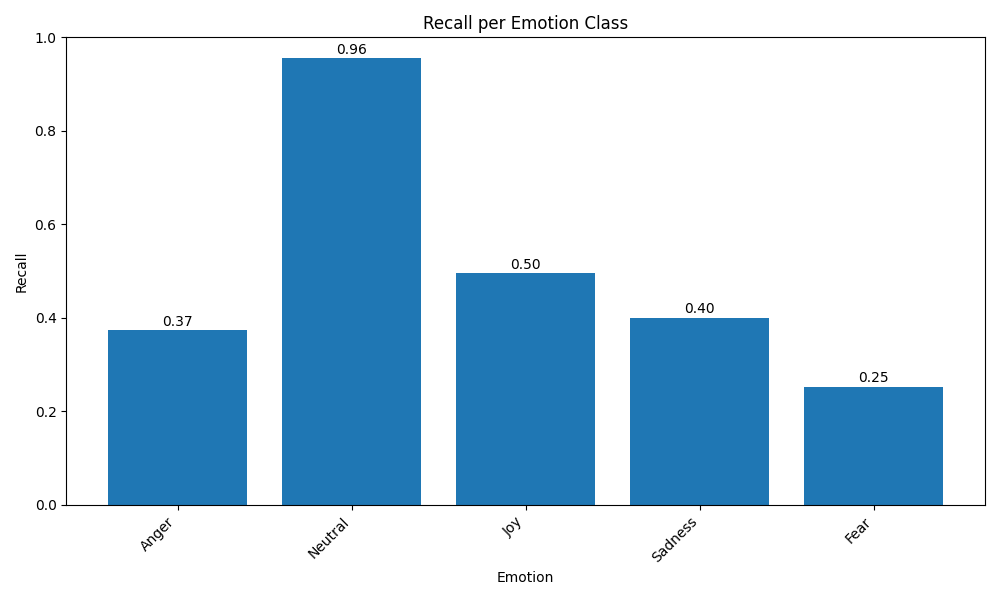 Recall per Emotion Class
1.0
0.8
0.6
0.4
0.2
0.0
Recall
0.37
0.96
0.50
0.40
0.25
Anger
Neutral
Joy
Sadness
Fear
Emotion